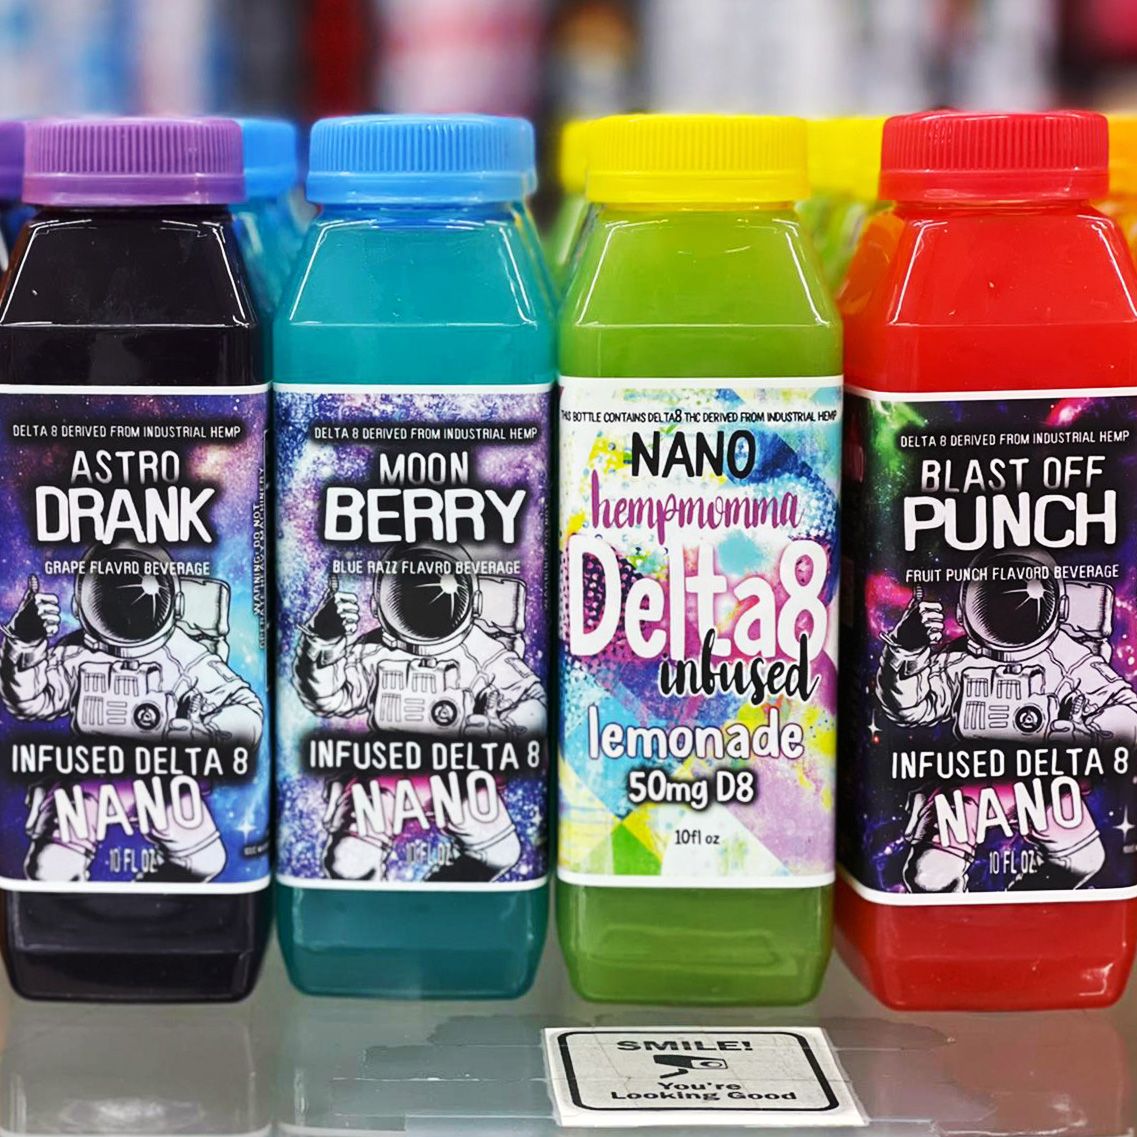 DELTA 8 DERIVED FROM INDUSTRIAL HEMP
ASTRO
DRANK
GRAPE FLAVRD BEVERAGE
INFUSED DELTA 8
NANO
10 FL OZ
DELTA 8 DERIVED FROM INDUSTRIAL HEMP
MOON
BERRY
BLUE RAZZ FLAVRD BEVERAGE
INFUSED DELTA 8
NANO
10 FL OZ
THIS BOTTLE CONTAINS DELTA8 THC DERIVED FROM INDUSTRIAL HEMP
NANO
hempmomma
Delta8
infused
lemonade
50mg D8
10fl oz
DELTA 8 DERIVED FROM INDUSTRIAL HEMP
BLAST OFF
PUNCH
FRUIT PUNCH FLAVORD BEVERAGE
INFUSED DELTA 8
NANO
10 FL OZ
SMILE!
You're
Looking Good